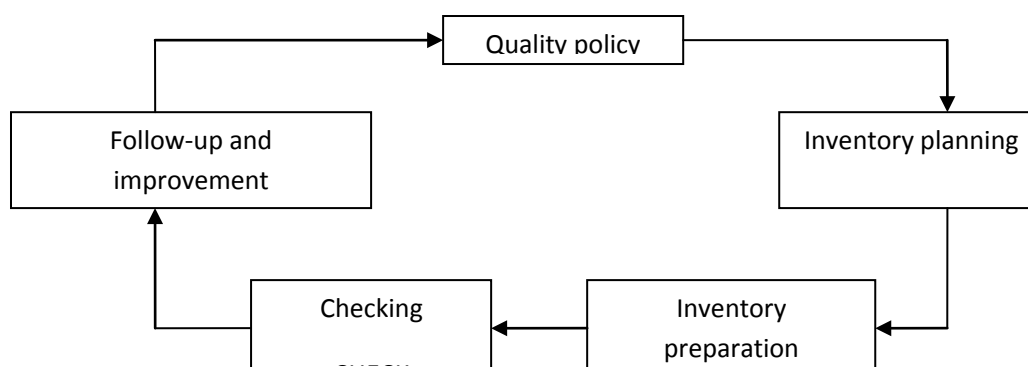 Quality policy
Follow-up and
improvement
Inventory planning
Checking
Inventory
preparation